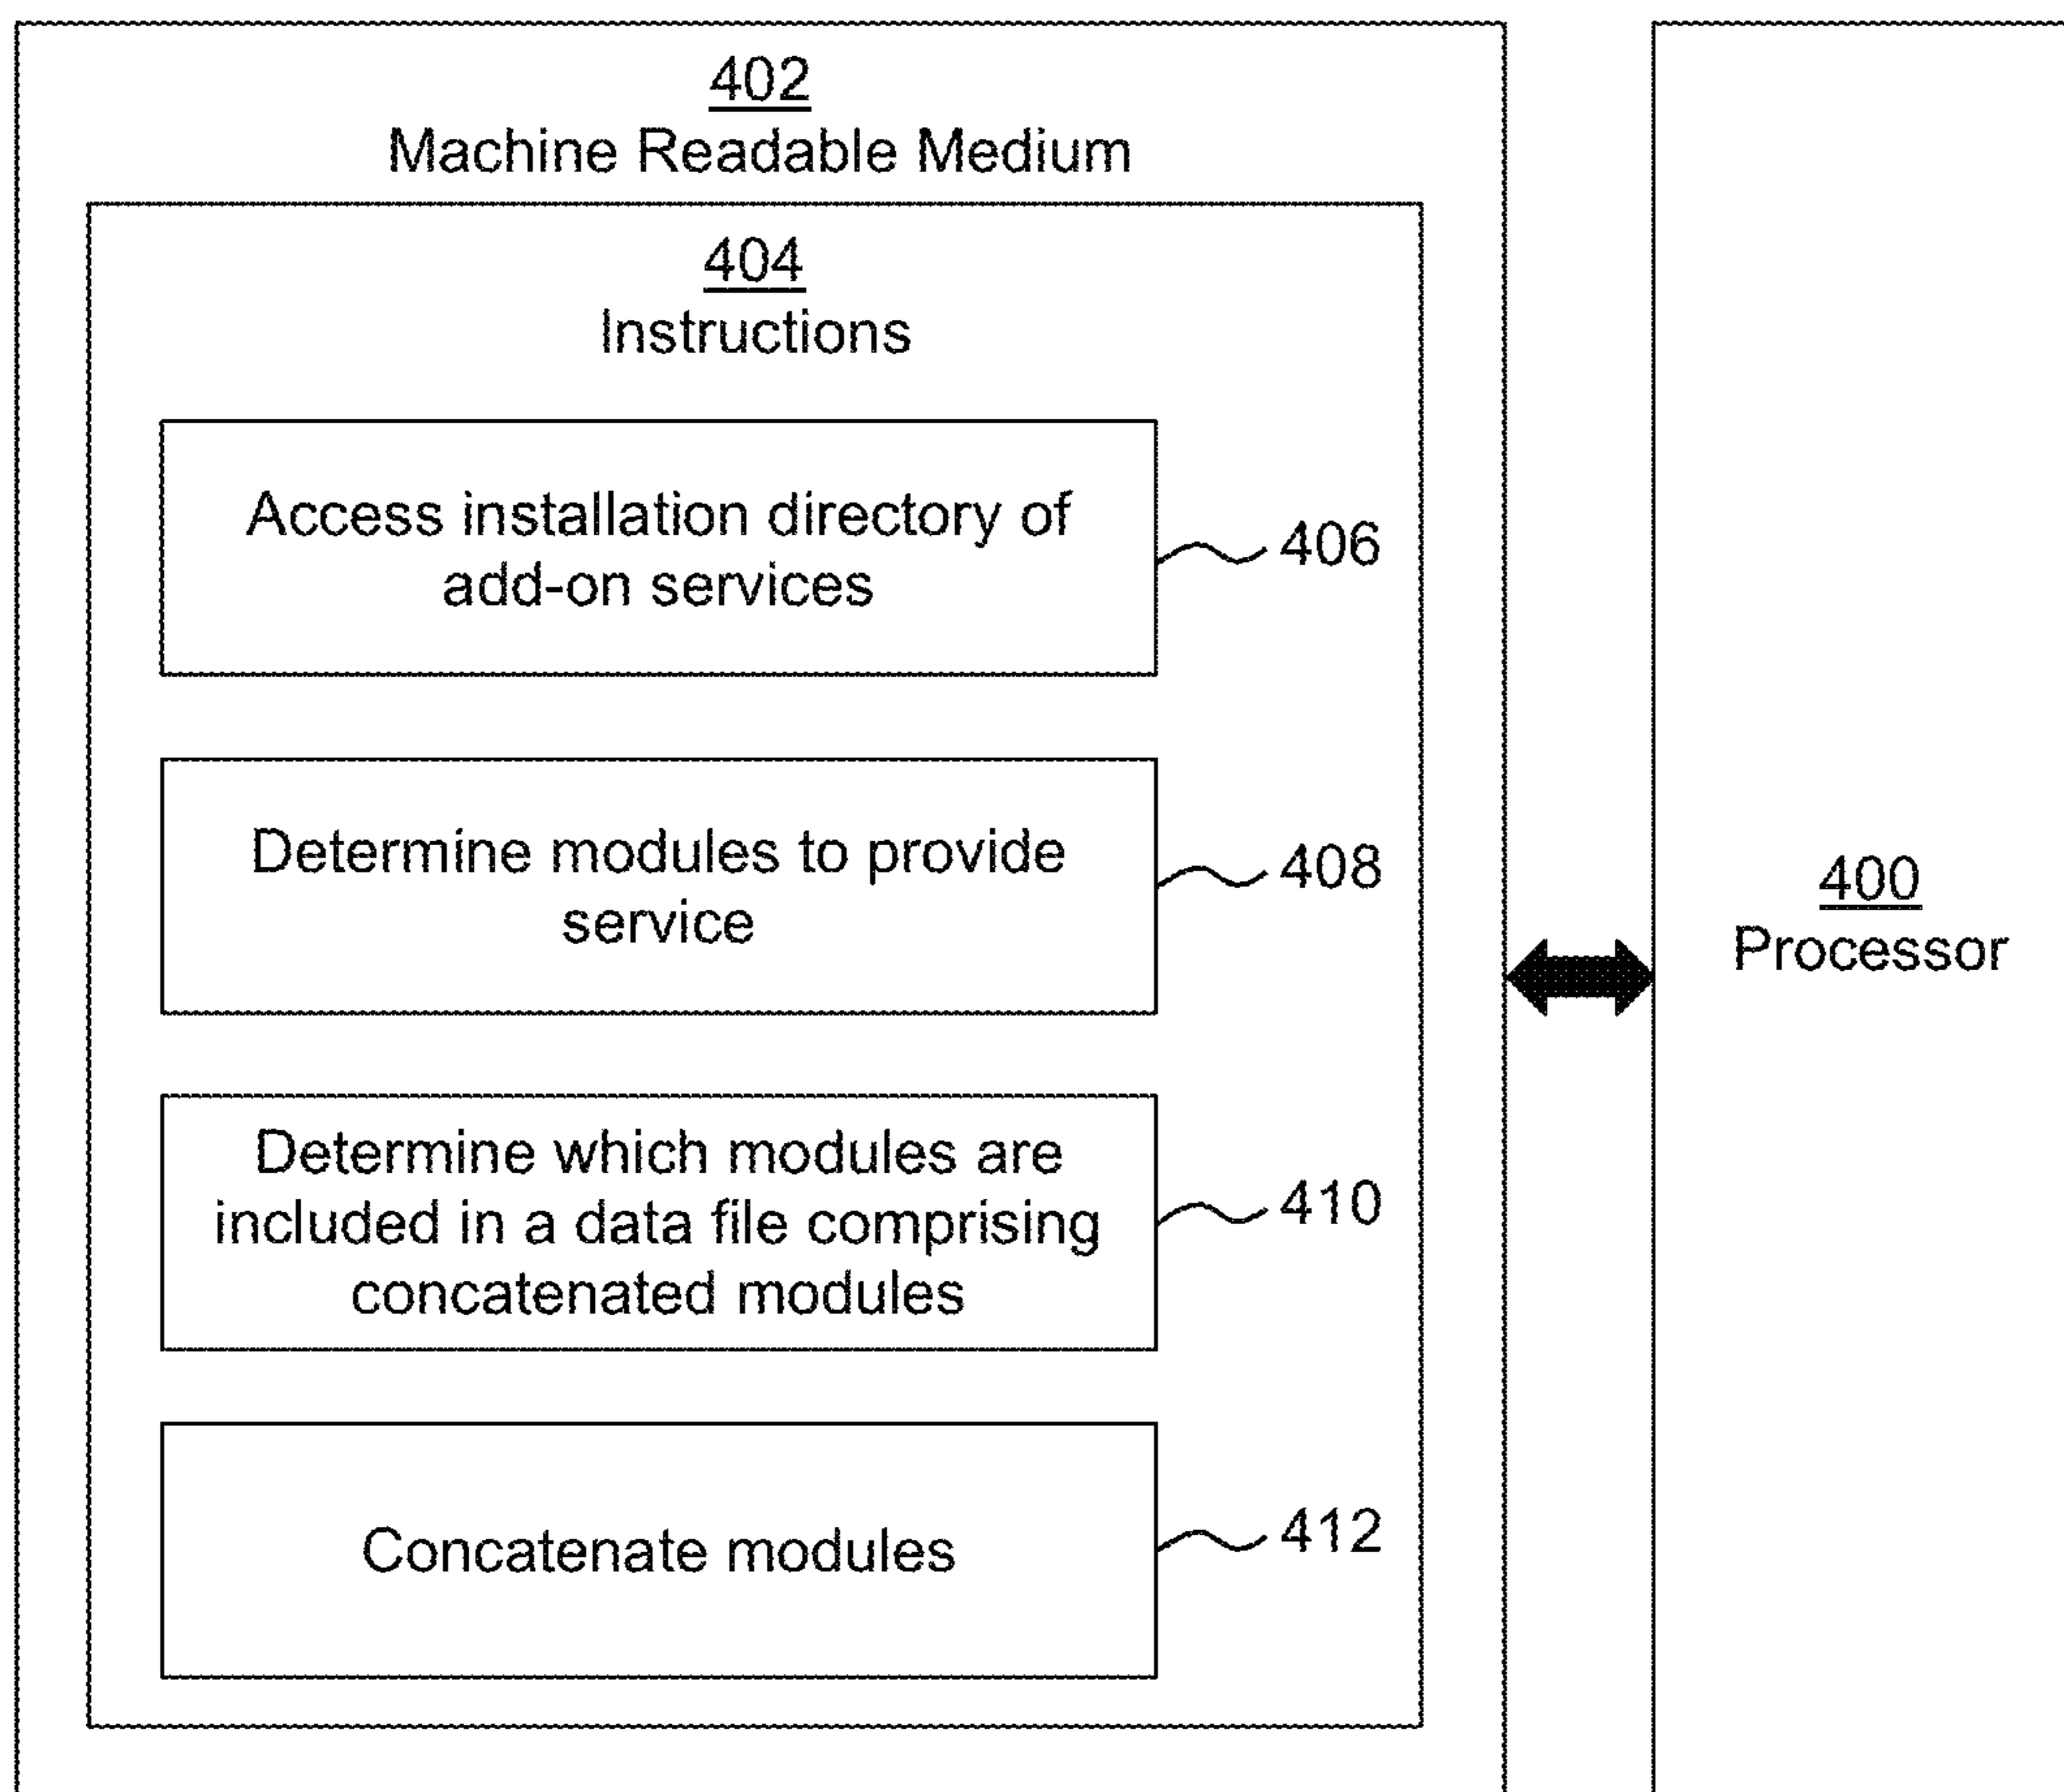 402
Machine Readable Medium
404
Instructions
Access installation directory of
add-on services
406
Determine modules to provide
service
408
Determine which modules are
included in a data file comprising
concatenated modules
410
Concatenate modules
412
400
Processor